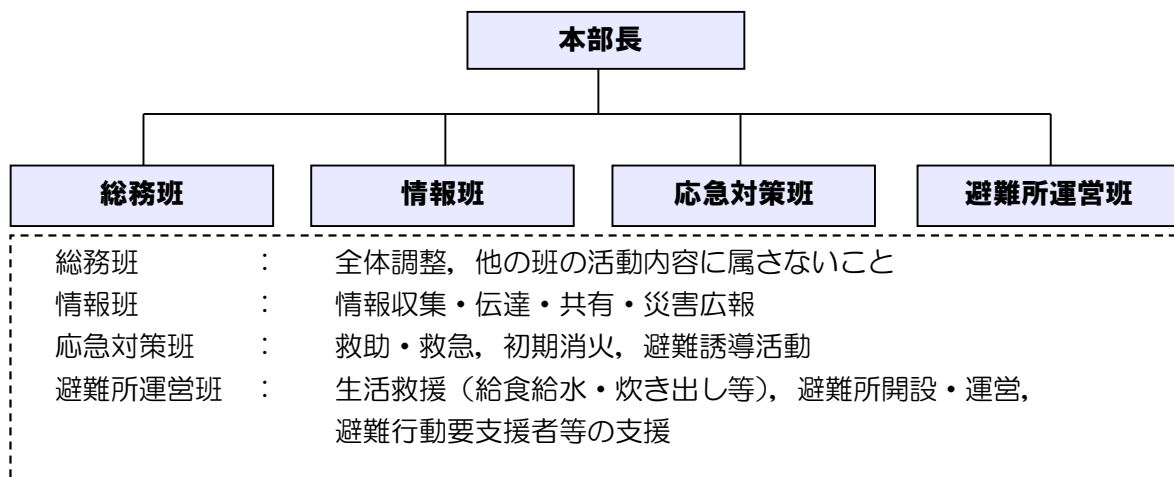 本部長
総務班
情報班
応急対策班
避難所運営班
総務班 : 全体調整，他の班の活動内容に属さないこと
情報班 : 情報収集・伝達・共有・災害広報
応急対策班 : 救助・救急，初期消火，避難誘導活動
避難所運営班 : 生活救援（給食給水・炊き出し等），避難所開設・運営，
避難行動要支援者等の支援